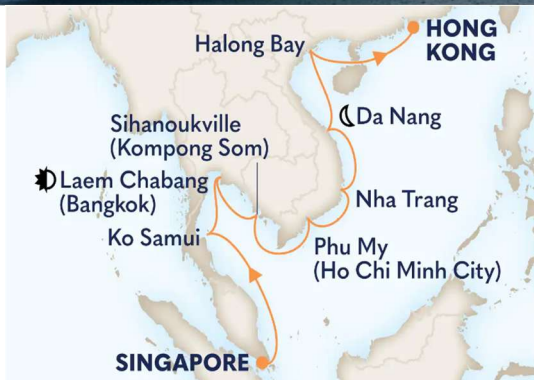 HONG
KONG
Halong Bay
Da Nang
Sihanoukville
(Kompong Som)
Laem Chabang
(Bangkok)
Nha Trang
Ko Samui
Phu My
(Ho Chi Minh City)
SINGAPORE